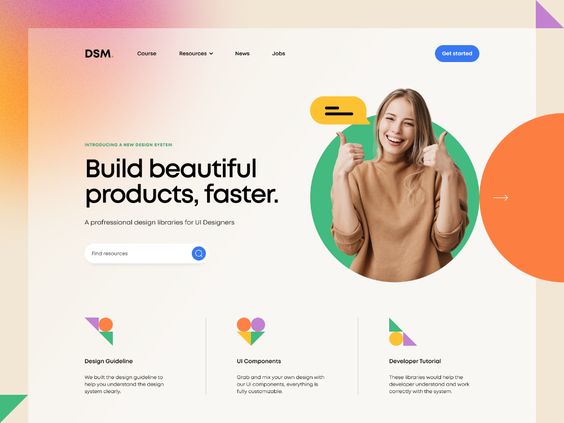 DSM.
Course
Resources
News
Jobs
Get started
INTRODUCING A NEW DESIGN SYSTEM
Build beautiful
products, faster.
A professional design libraries for UI Designers
Find resources
Design Guideline
We built the design guideline to
help you understand the design
system clearly.
UI Components
Grab and mix your own design with
our UI components, everything is
fully customizable.
Developer Tutorial
These libraries would help the
developer understand and work
correctly with the system.